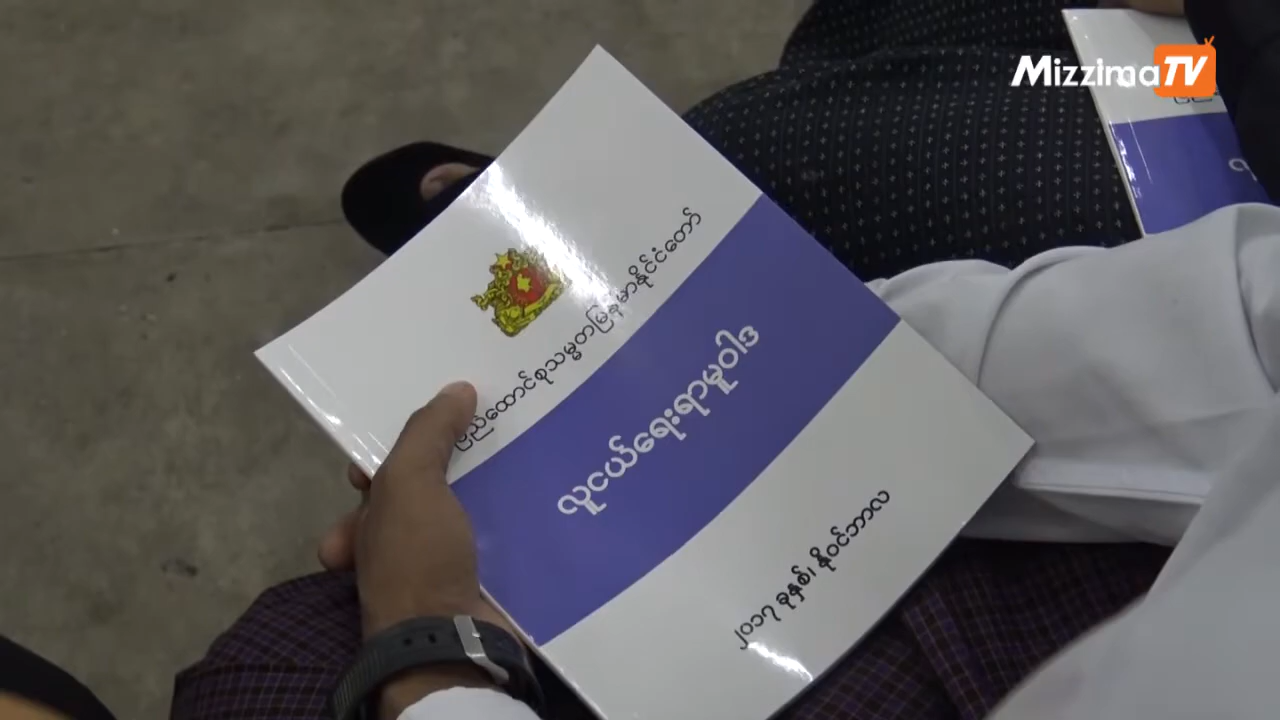 MizzimaTV
ပြည်ထောင်စုသမ္မတမြန်မာနိုင်ငံတော်
လူငယ်ရေးရာမူဝါဒ
၂၀၁၇ ခုနှစ်၊ နိုဝင်ဘာလ